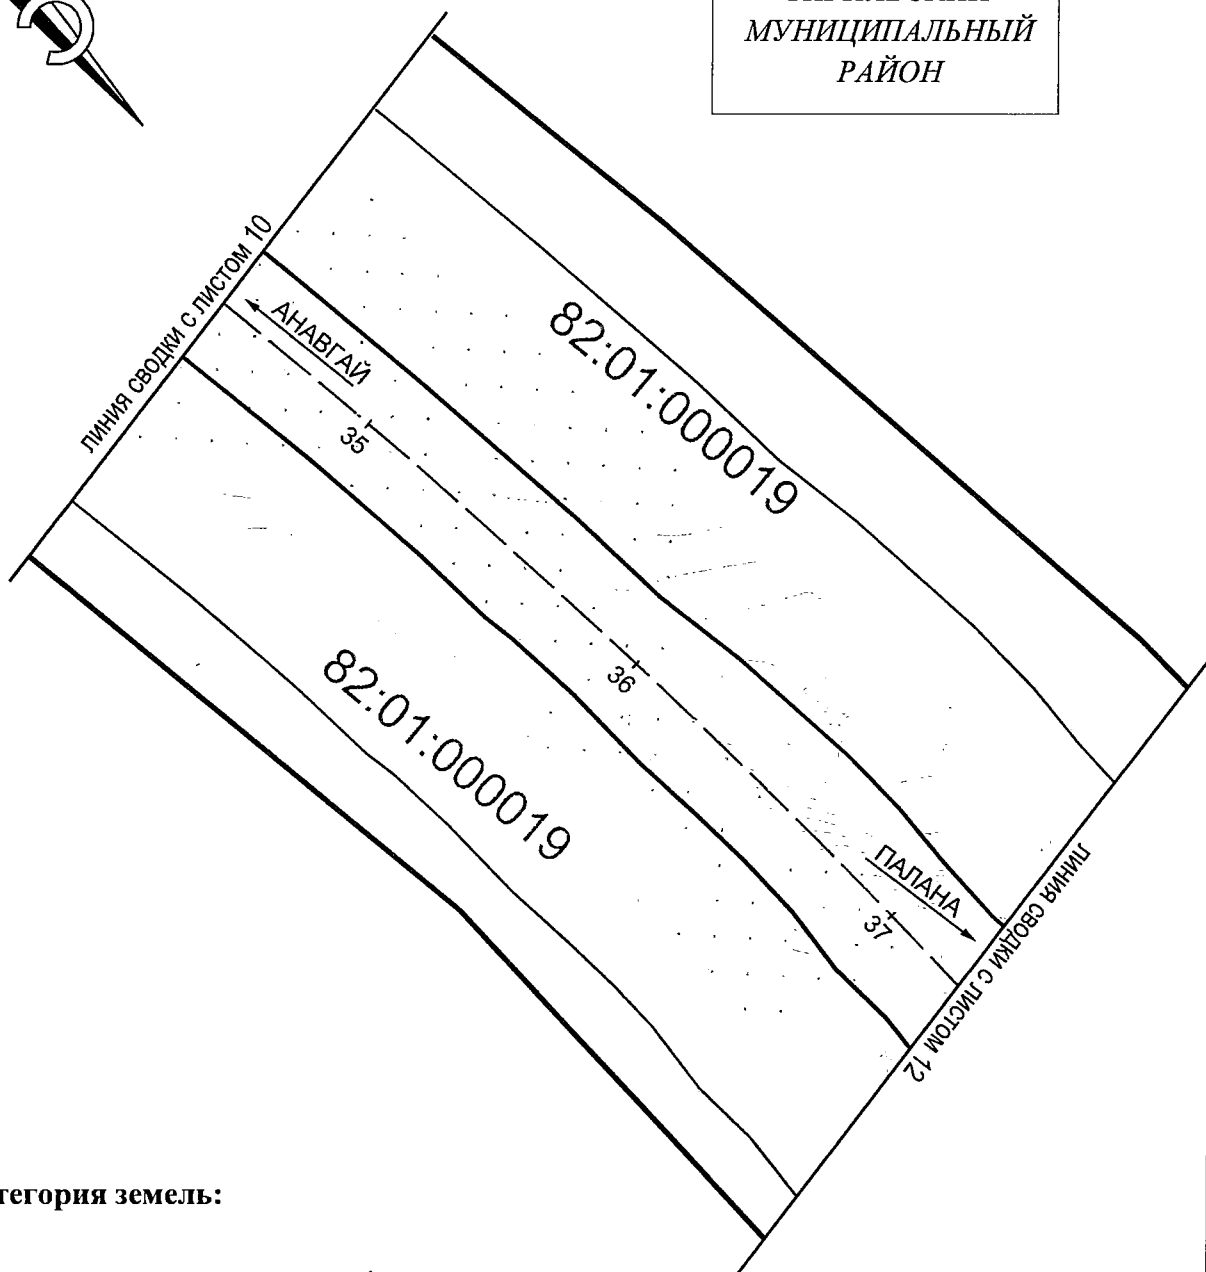 МУНИЦИПАЛЬНЫЙ
РАЙОН
С
ЛИНИЯ СВОДКИ С ЛИСТОМ 10
АНАВГАЙ
35
82:01:000019
36
82:01:000019
ПАЛАНА
37
ЛИНИЯ СВОДКИ С ЛИСТОМ 12
тегория земель: